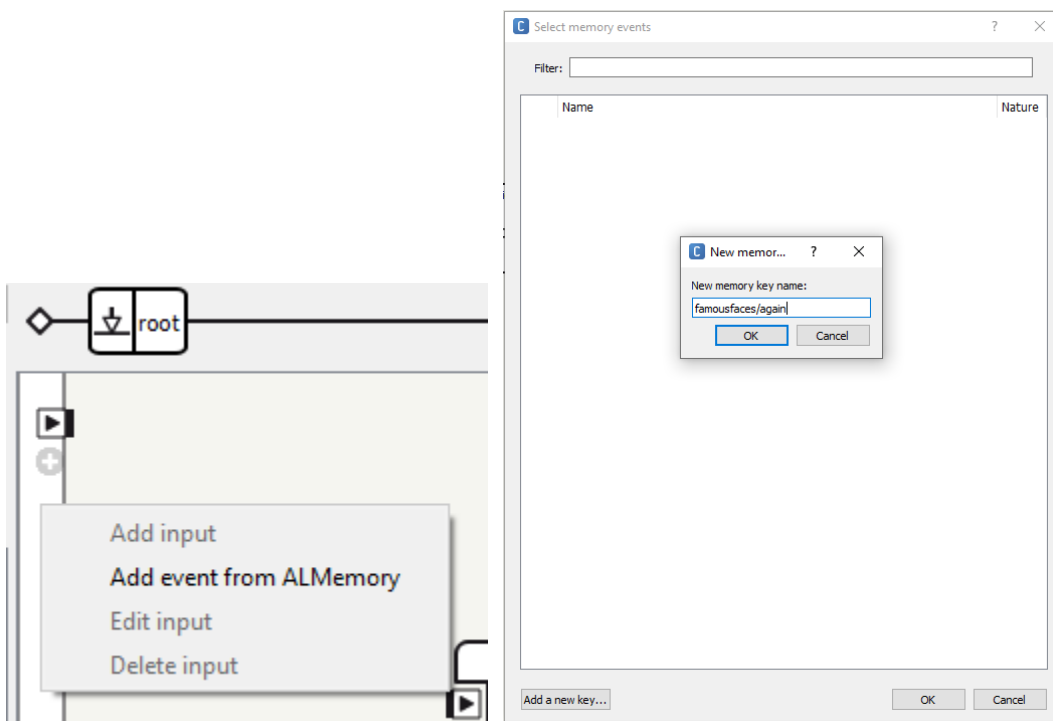 root
Add input
Add event from ALMemory
Edit input
Delete input
Select memory events
Filter:
Name Nature
New memor...
New memory key name:
famousfaces/again
OK Cancel
Add a new key... OK Cancel